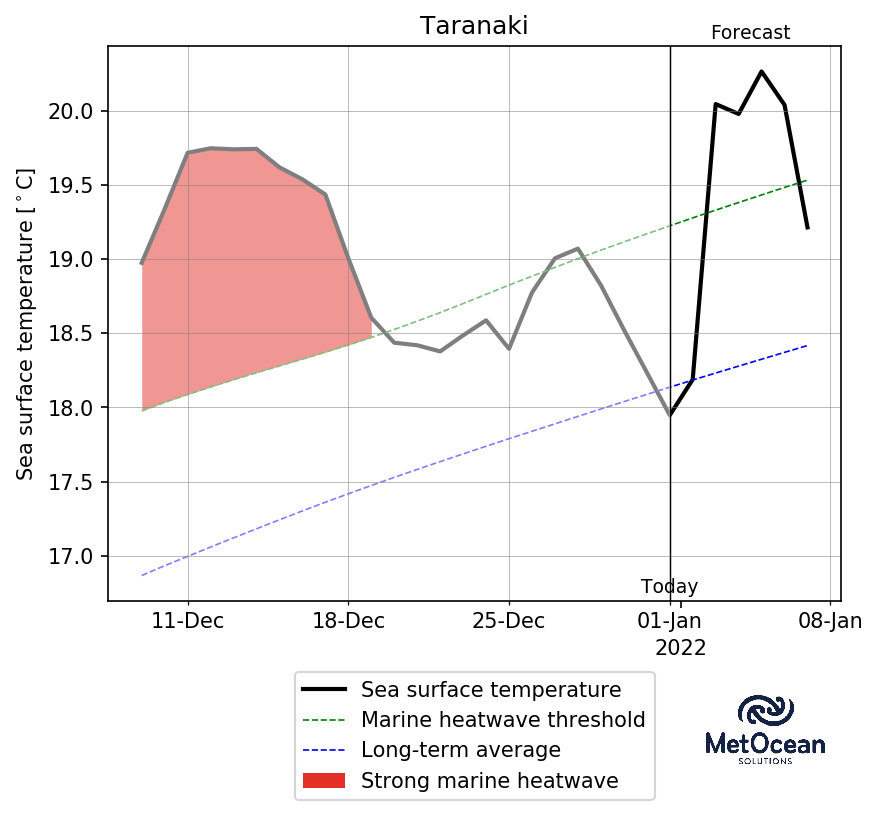 Taranaki
Forecast
Sea surface temperature [°C]
20.0
19.5
19.0
18.5
18.0
17.5
17.0
Today
11-Dec 18-Dec 25-Dec 01-Jan 08-Jan
2022
Sea surface temperature
Marine heatwave threshold
Long-term average
Strong marine heatwave
MetOcean
SOLUTIONS